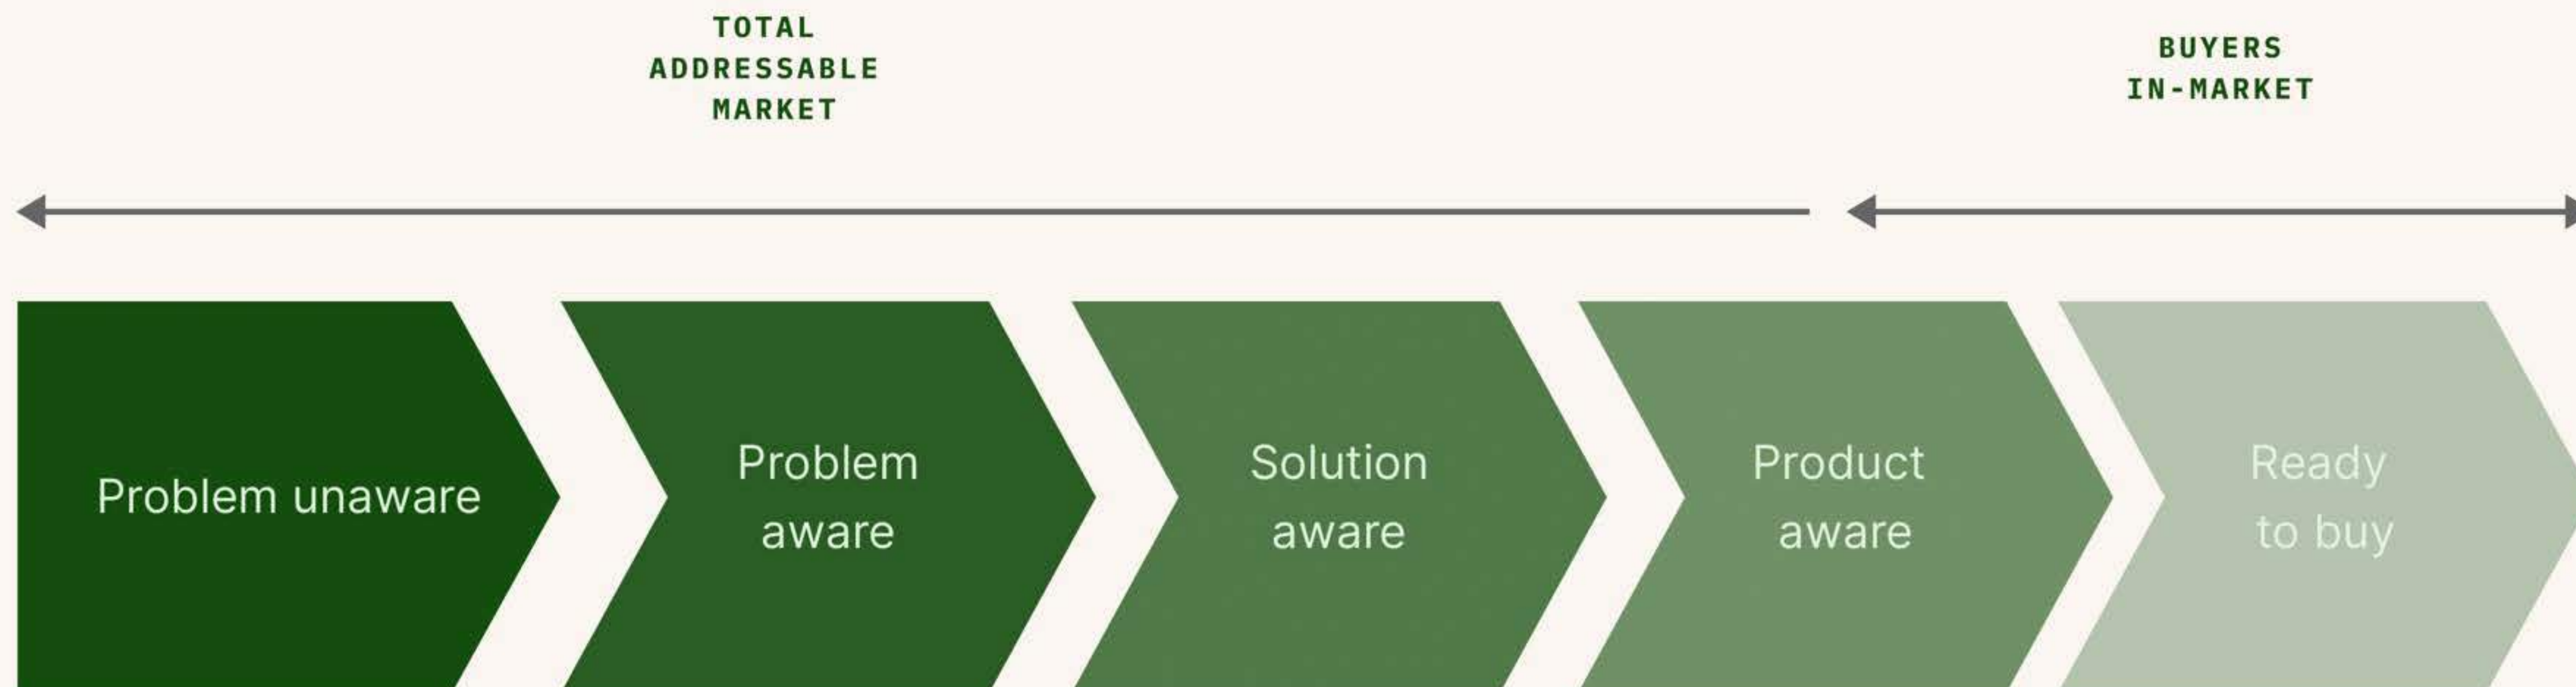 TOTAL
ADDRESSABLE
MARKET
BUYERS
IN-MARKET
Problem unaware
Problem
aware
Solution
aware
Product
aware
Ready
to buy